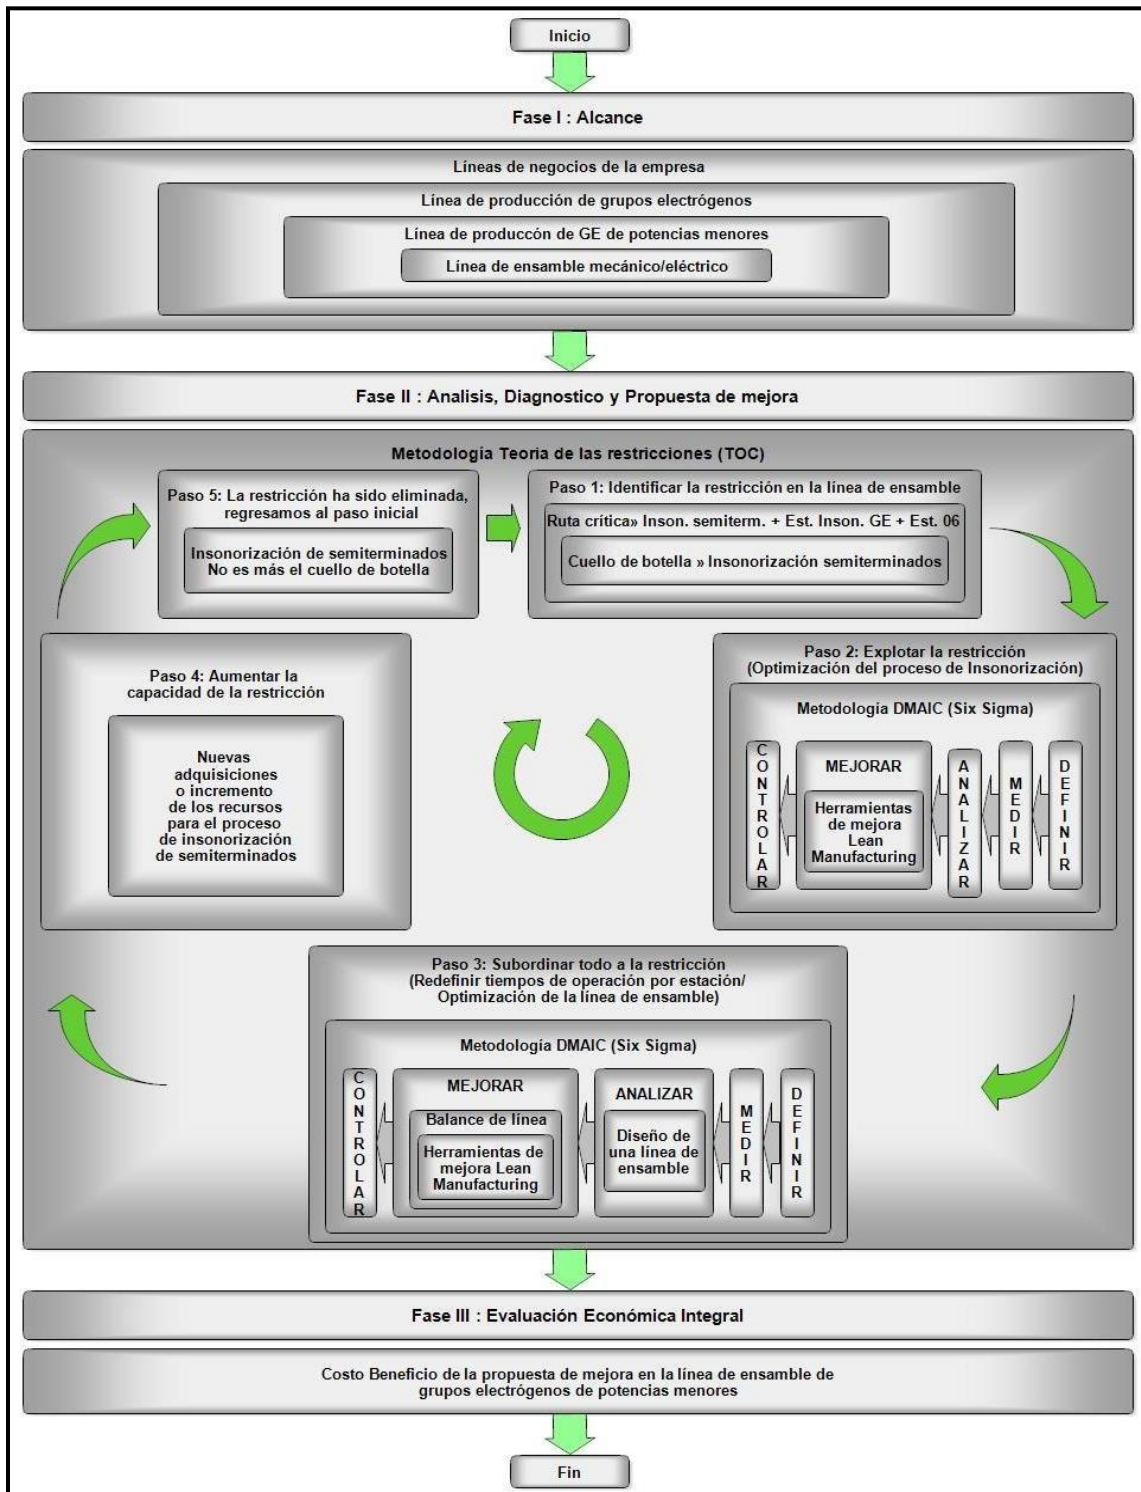 Inicio
Fase I : Alcance
Líneas de negocios de la empresa
Línea de producción de grupos electrógenos
Línea de produccón de GE de potencias menores
Línea de ensamble mecánico/eléctrico
Fase II : Analisis, Diagnostico y Propuesta de mejora
Metodología Teoria de las restricciones (TOC)
Paso 5: La restricción ha sido eliminada,
regresamos al paso inicial
Insonorización de semiterminados
No es más el cuello de botella
Paso 1: Identificar la restricción en la línea de ensamble
Ruta crítica» Inson. semiterm. + Est. Inson. GE + Est. 06
Cuello de botella » Insonorización semiterminados
Paso 2: Explotar la restricción
(Optimización del proceso de Insonorización)
Metodología DMAIC (Six Sigma)
CONTROLAR
MEJORAR
Herramientas
de mejora
Lean
Manufacturing
ANALIZAR
MEDIR
DEFINIR
Paso 4: Aumentar la
capacidad de la restricción
Nuevas
adquisiciones
o incremento
de los recursos
para el proceso
de insonorización
de semiterminados
Paso 3: Subordinar todo a la restricción
(Redefinir tiempos de operación por estación/
Optimización de la línea de ensamble)
Metodología DMAIC (Six Sigma)
CONTROLAR
MEJORAR
Balance de línea
Herramientas de
mejora Lean
Manufacturing
ANALIZAR
Diseño de
una línea de
ensamble
MEDIR
DEFINIR
Fase III : Evaluación Económica Integral
Costo Beneficio de la propuesta de mejora en la línea de ensamble de
grupos electrógenos de potencias menores
Fin